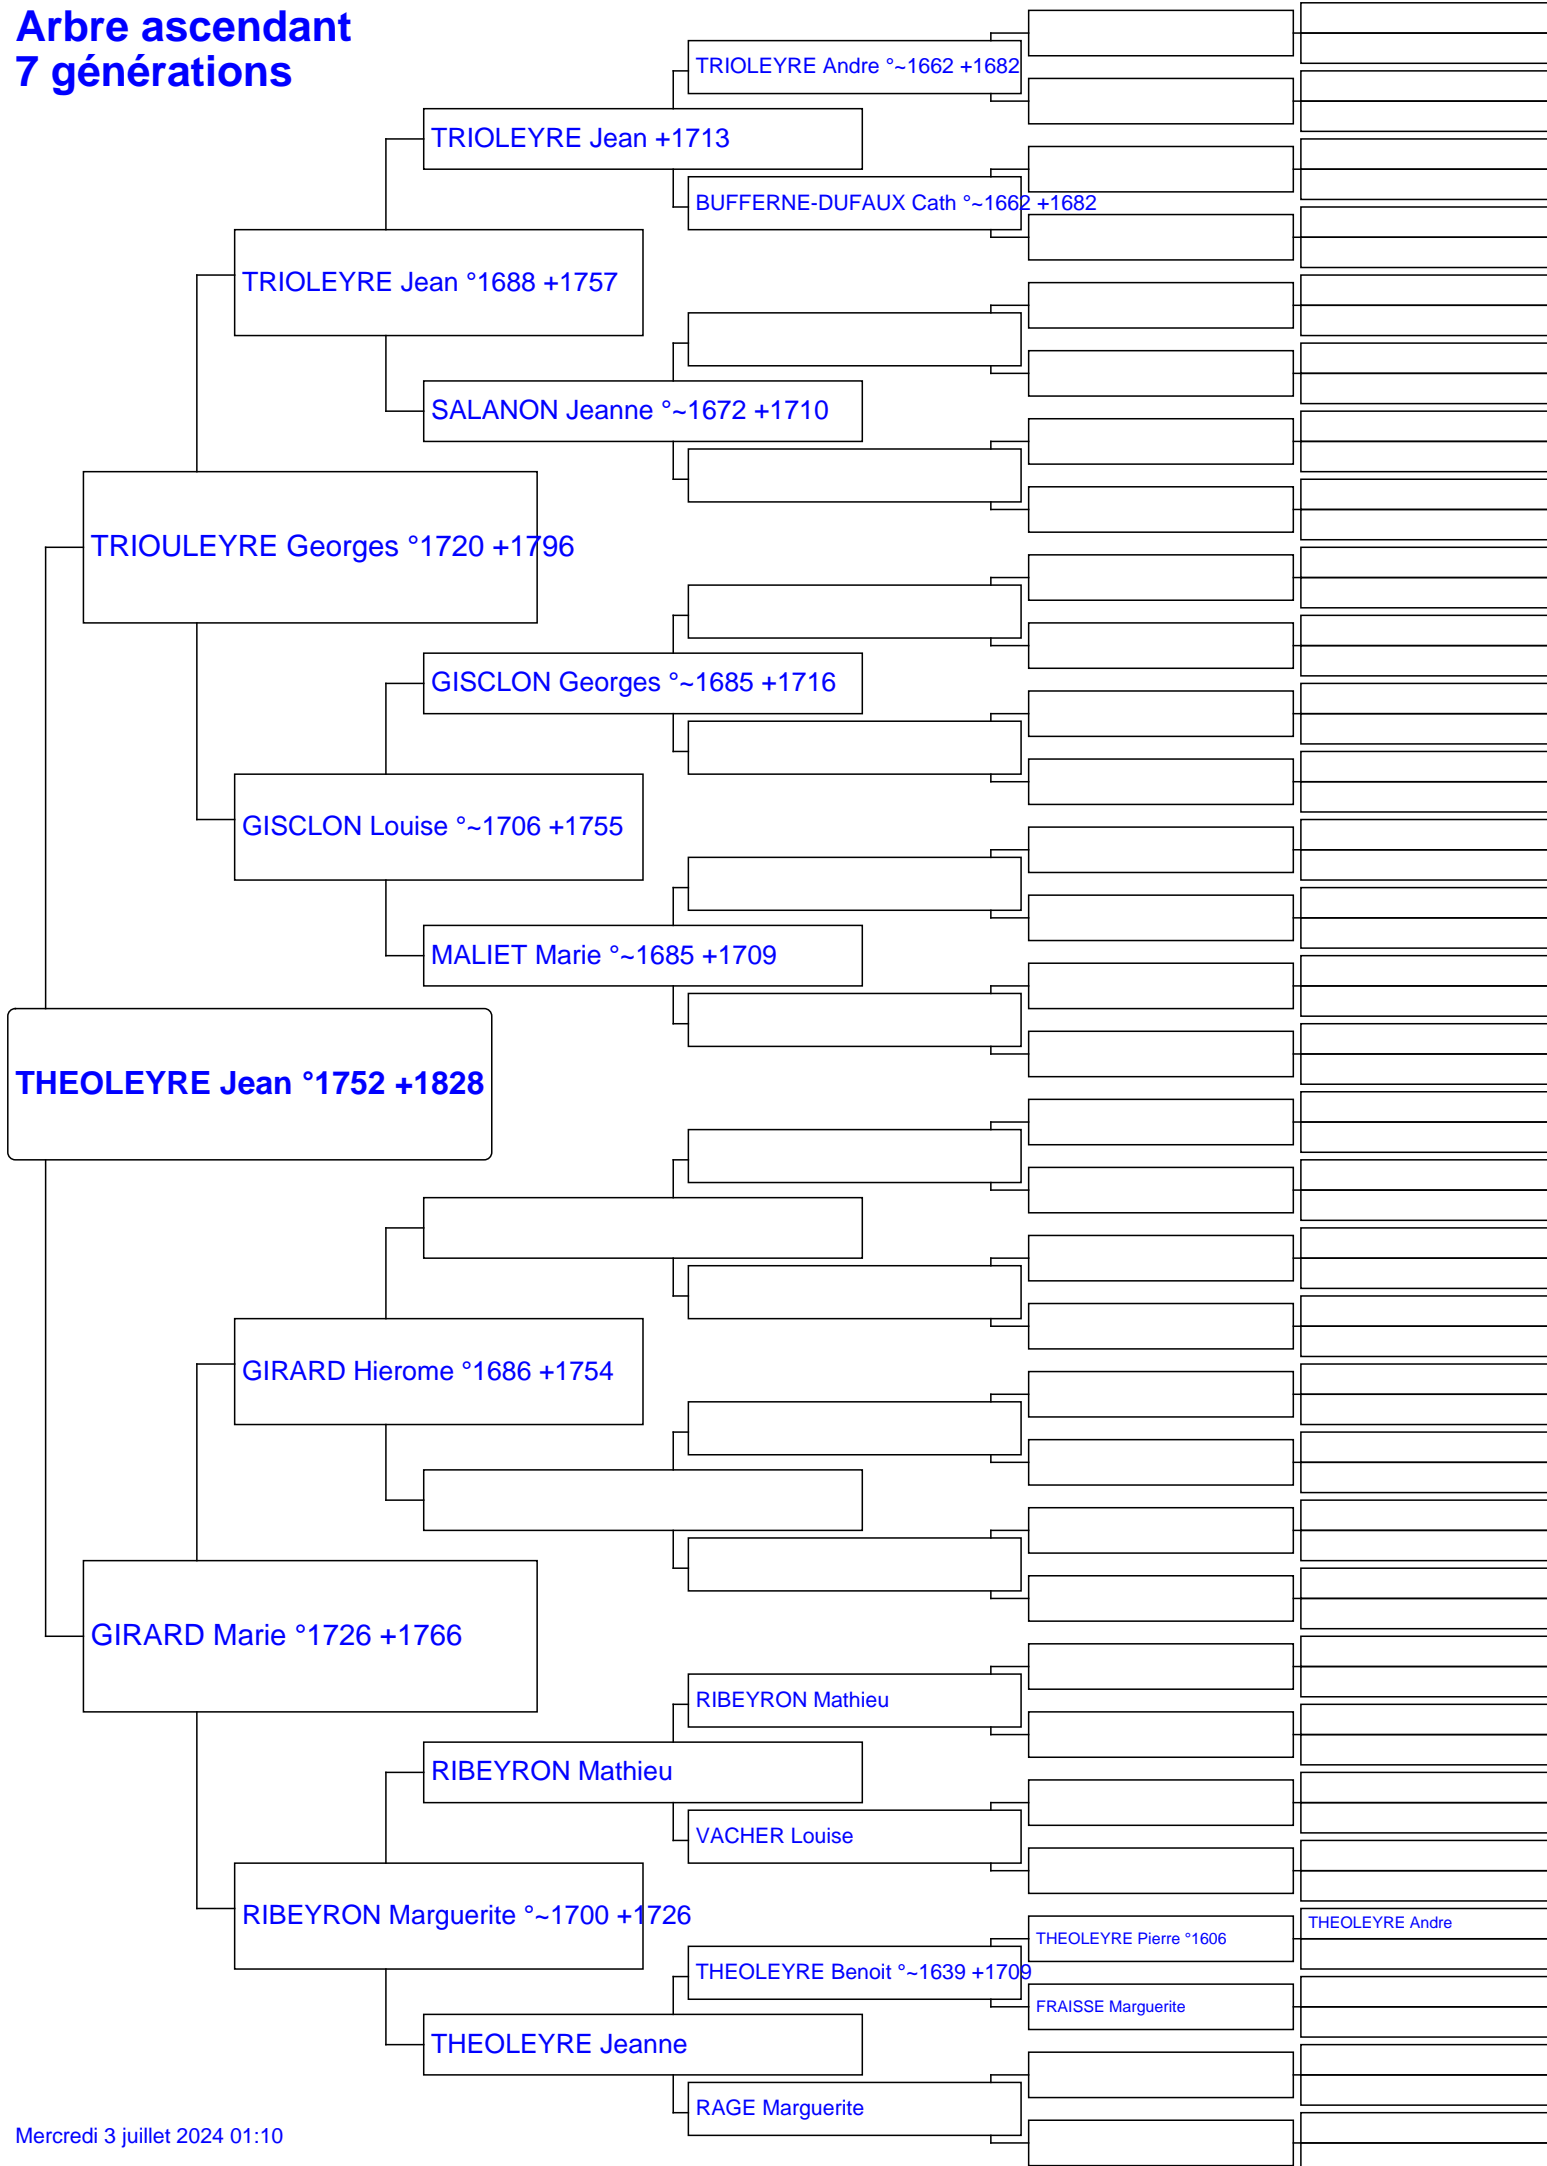 Arbre ascendant
7 générations
TRIOLEYRE Andre °~1662 +1682
TRIOLEYRE Jean +1713
BUFFERNE-DUFAUX Cath °~1662 +1682
TRIOLEYRE Jean °1688 +1757
SALANON Jeanne °~1672 +1710
TRIOULEYRE Georges °1720 +1796
GISCLON Georges °~1685 +1716
GISCLON Louise °~1706 +1755
MALIET Marie °~1685 +1709
THEOLEYRE Jean °1752 +1828
GIRARD Hierome °1686 +1754
GIRARD Marie °1726 +1766
RIBEYRON Mathieu
RIBEYRON Mathieu
VACHER Louise
RIBEYRON Marguerite °~1700 +1726
THEOLEYRE Andre
THEOLEYRE Pierre °1606
THEOLEYRE Benoit °~1639 +1709
FRAISSE Marguerite
THEOLEYRE Jeanne
RAGE Marguerite
Mercredi 3 juillet 2024 01:10